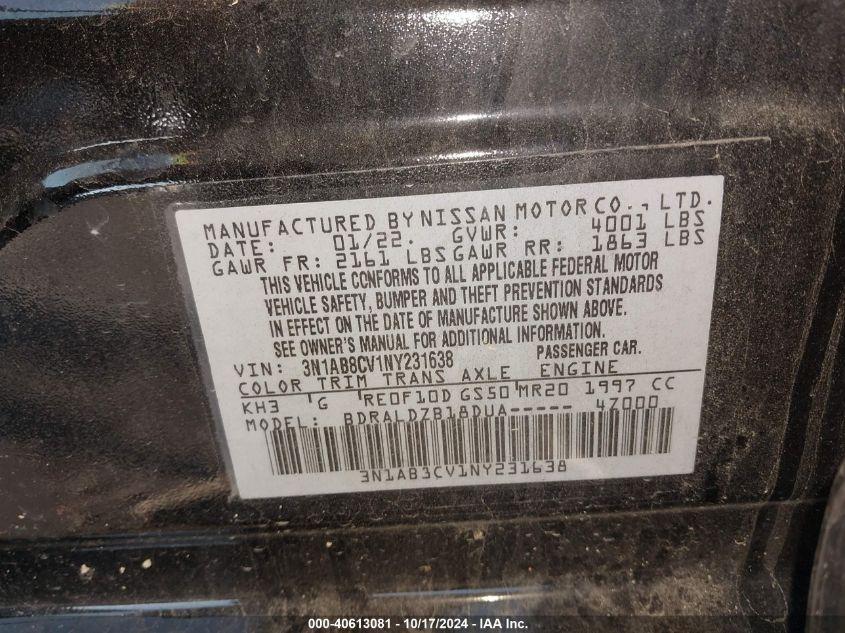 MANUFACTURED BY NISSAN MOTOR CO., LTD.
DATE: 01/22. GVWR: 4001 LBS
GAWR FR: 2161 LBS GAWR RR: 1863 LBS
THIS VEHICLE CONFORMS TO ALL APPLICABLE FEDERAL MOTOR
VEHICLE SAFETY, BUMPER AND THEFT PREVENTION STANDARDS
IN EFFECT ON THE DATE OF MANUFACTURE SHOWN ABOVE.
SEE OWNER'S MANUAL FOR ADDITIONAL INFORMATION.
VIN: 3N1AB8CV1NY231638 PASSENGER CAR.
COLOR TRIM TRANS AXLE ENGINE
KH3 G RE0F10D GS50 MR20 1997 CC
MODEL: BDRALDZB18DUA----- 47000
3N1AB3CV1NY231638
000-40613081 - 10/17/2024 - IAA Inc.